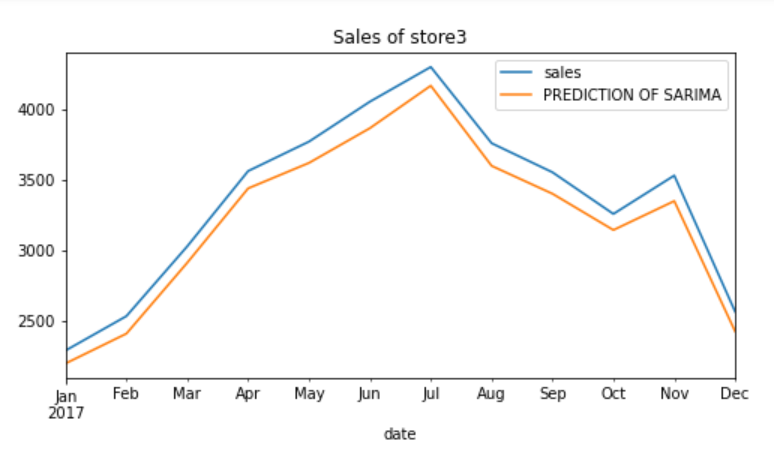 Sales of store3
sales
PREDICTION OF SARIMA
4000
3500
3000
2500
Jan Feb Mar Apr May Jun Jul Aug Sep Oct Nov Dec
2017
date